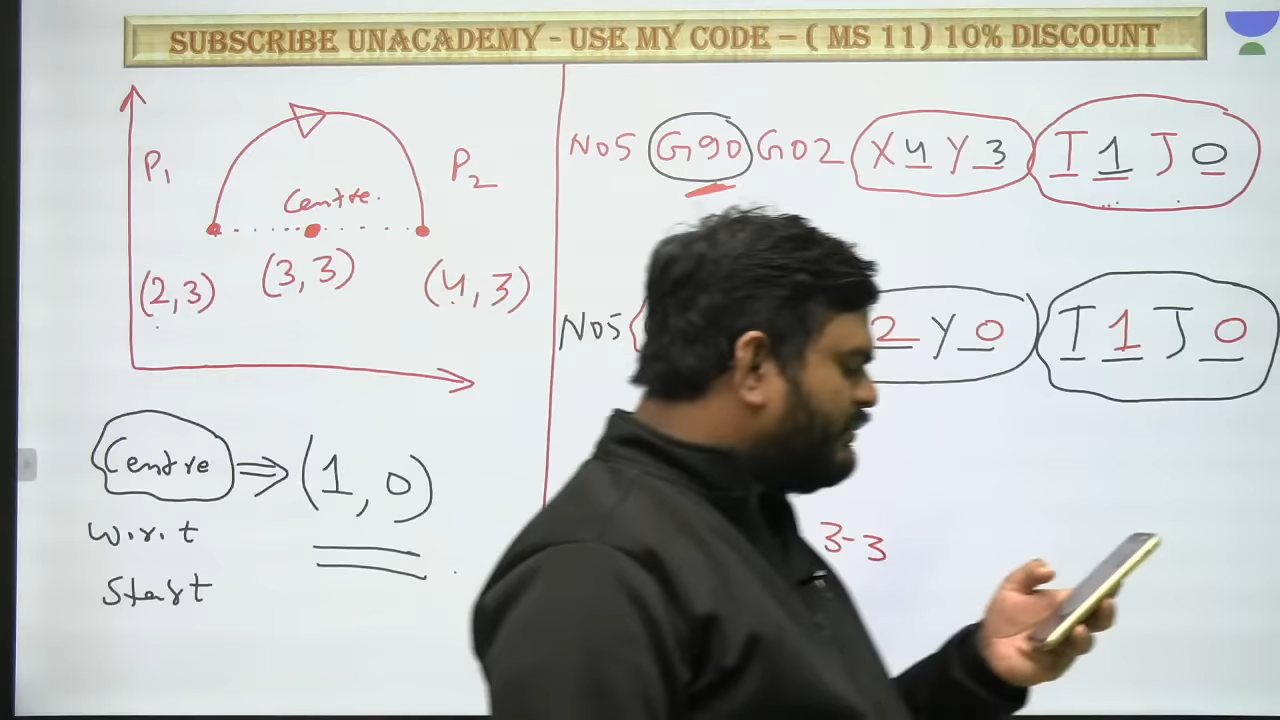 SUBSCRIBE UNACADEMY - USE MY CODE – ( MS 11) 10% DISCOUNT
P1
P2
Centre.
(2,3)
(3,3)
(4,3)
Centre ⇒ (1,0)
w.r.t
Start
N05 G90 G02 X4 Y3 I1 J0
N05 2 Y0 I1 J0
3-3